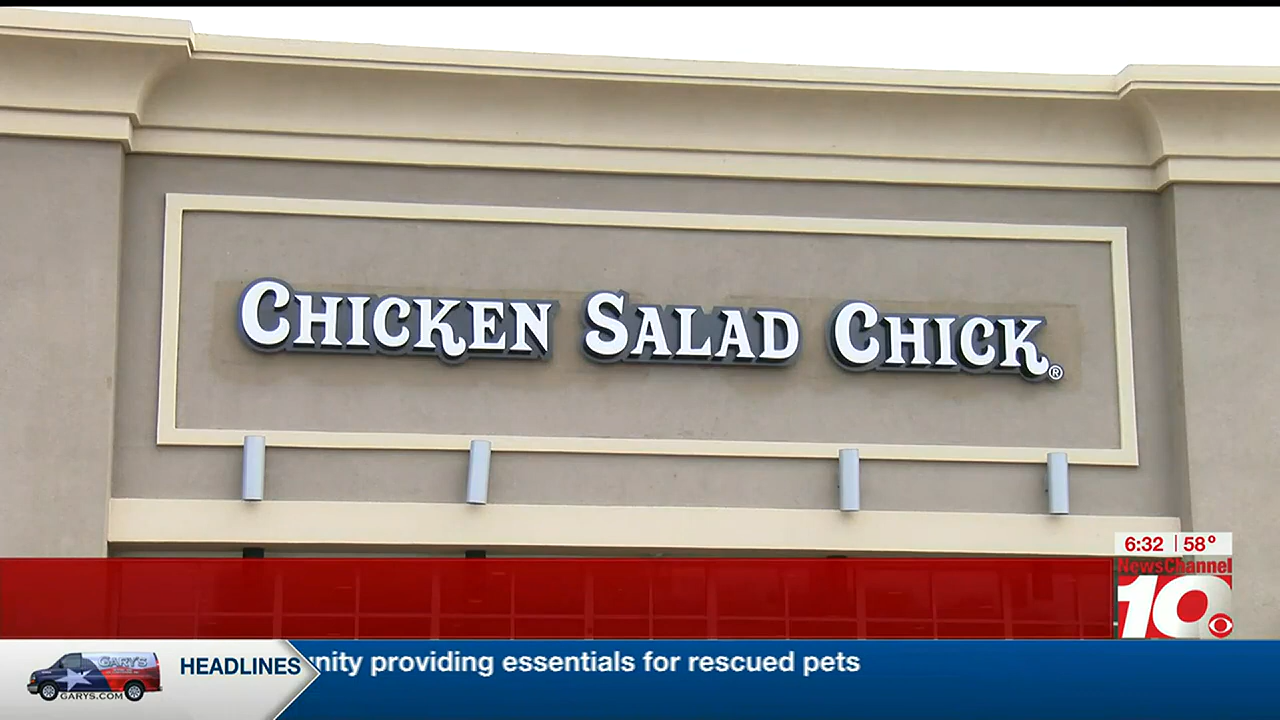 CHICKEN SALAD CHICK®
6:32 | 58°
NewsChannel
10
GARY'S
GARYS.COM
HEADLINES
nity providing essentials for rescued pets